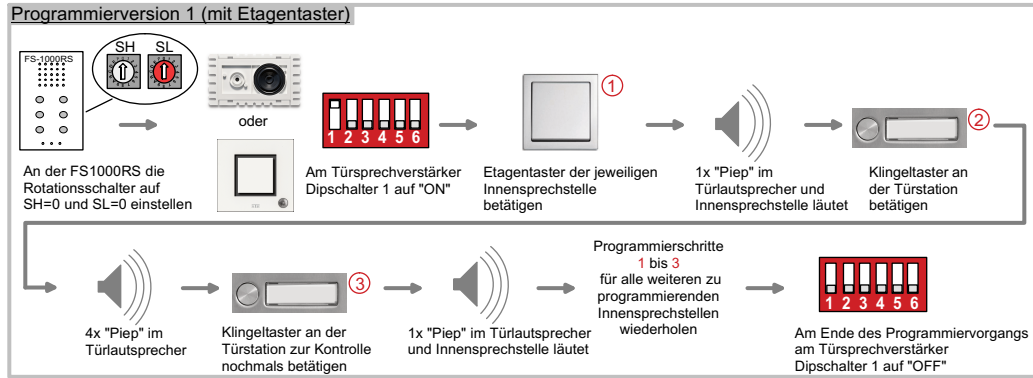 Programmierversion 1 (mit Etagentaster)
SH SL
FS-1000RS
oder
1 2 3 4 5 6
1
2
An der FS1000RS die
Rotationsschalter auf
SH=0 und SL=0 einstellen
Am Türsprechverstärker
Dipschalter 1 auf "ON"
Etagentaster der jeweiligen
Innensprechstelle
betätigen
1x "Piep" im
Türlautsprecher und
Innensprechstelle läutet
Klingeltaster an
der Türstation
betätigen
4x "Piep" im
Türlautsprecher
3
Klingeltaster an der
Türstation zur Kontrolle
nochmals betätigen
1x "Piep" im Türlautsprecher
und Innensprechstelle läutet
Programmierschritte
1 bis 3
für alle weiteren zu
programmierenden
Innensprechstellen
wiederholen
1 2 3 4 5 6
Am Ende des Programmiervorgangs
am Türsprechverstärker
Dipschalter 1 auf "OFF"